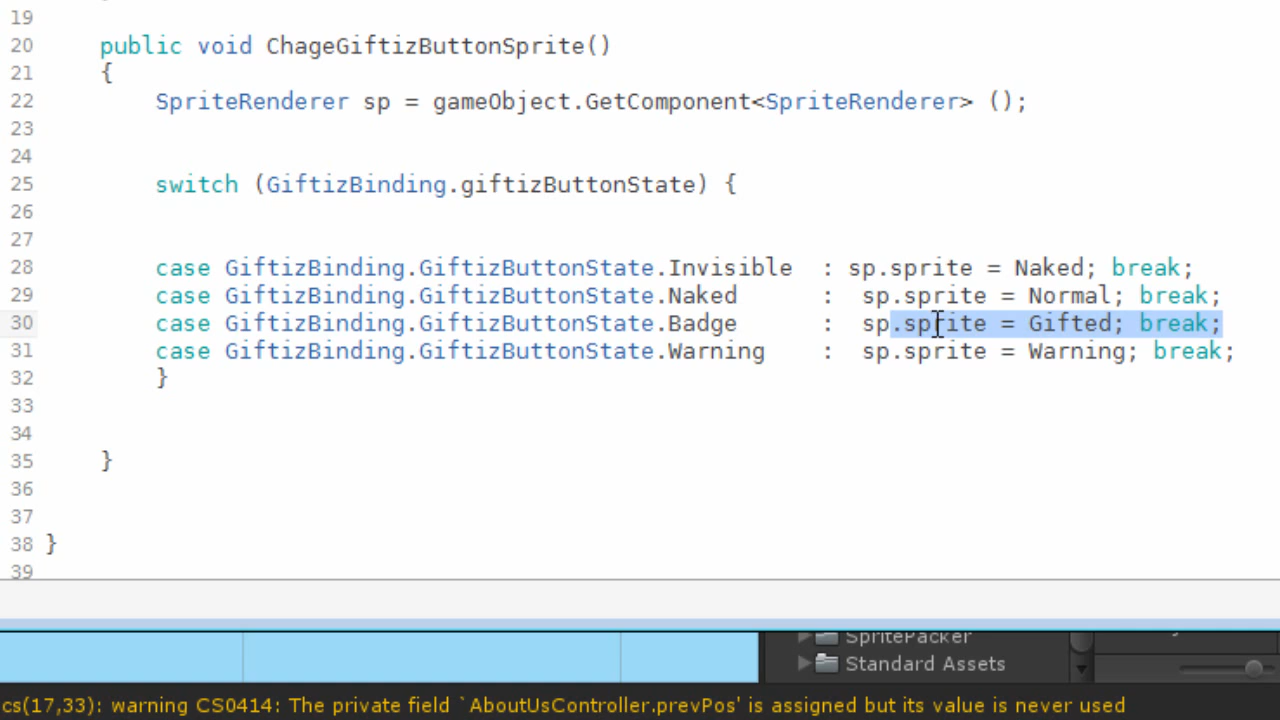 19
20 public void ChageGiftizButtonSprite()
21 {
22 SpriteRenderer sp = gameObject.GetComponent<SpriteRenderer> ();
23
24
25 switch (GiftizBinding.giftizButtonState) {
26
27
28 case GiftizBinding.GiftizButtonState.Invisible : sp.sprite = Naked; break;
29 case GiftizBinding.GiftizButtonState.Naked : sp.sprite = Normal; break;
30 case GiftizBinding.GiftizButtonState.Badge : sp.sprite = Gifted; break;
31 case GiftizBinding.GiftizButtonState.Warning : sp.sprite = Warning; break;
32 }
33
34
35 }
36
37
38 }
39
SpritePacker
Standard Assets
cs(17,33): warning CS0414: The private field `AboutUsController.prevPos' is assigned but its value is never used